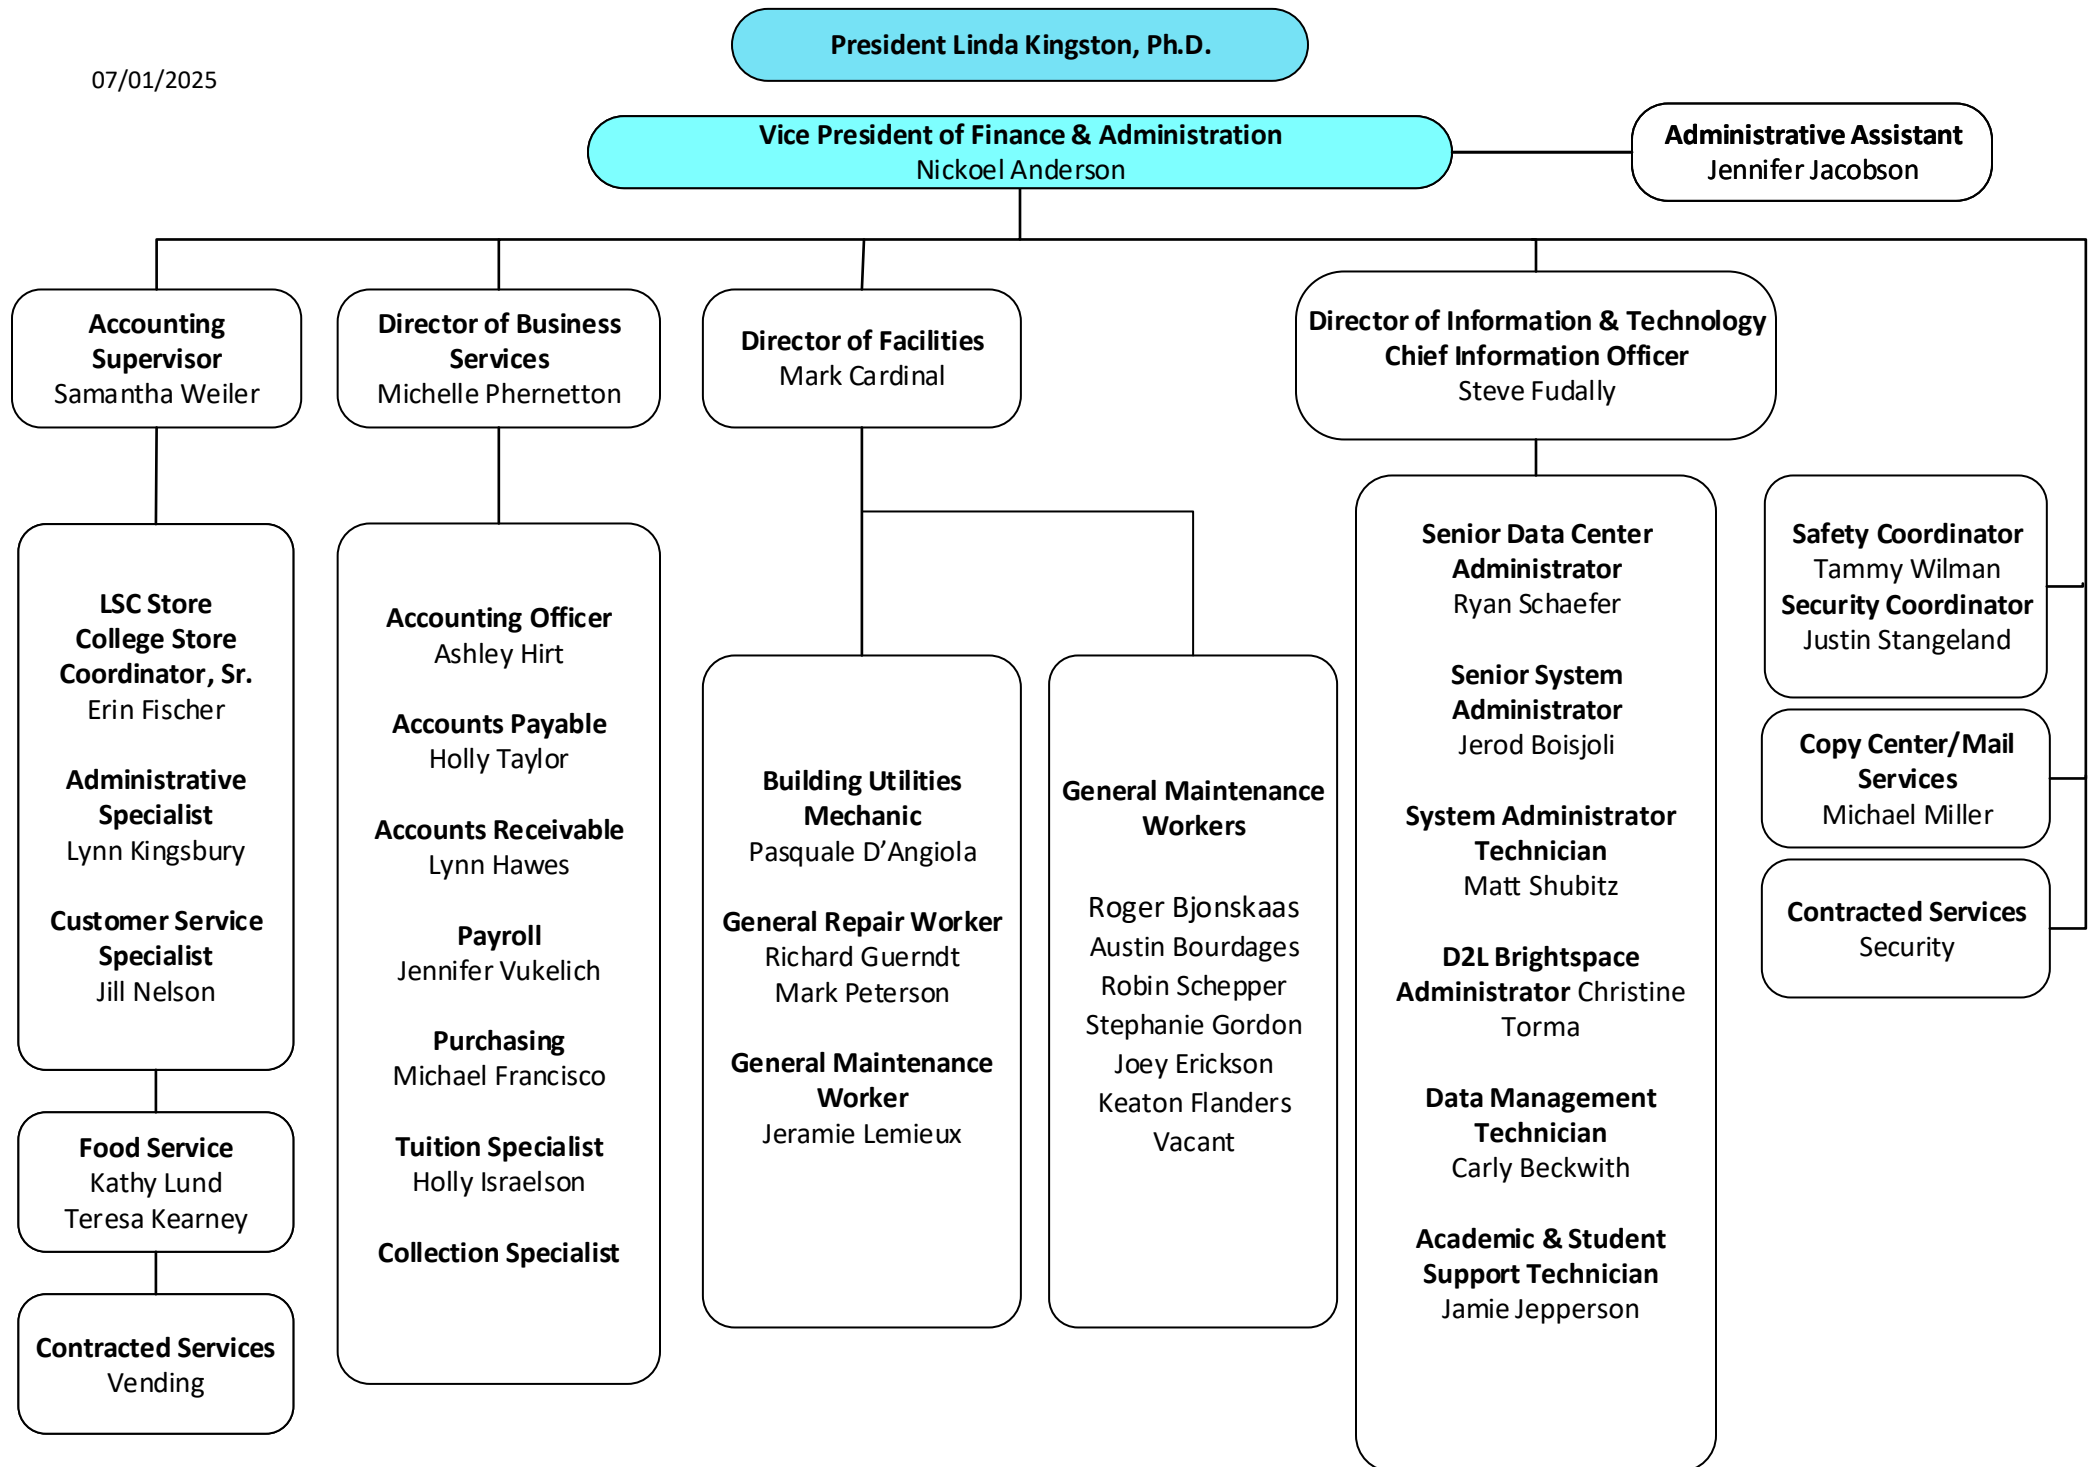 President Linda Kingston, Ph.D.
07/01/2025
Vice President of Finance & Administration
Nickoel Anderson
Administrative Assistant
Jennifer Jacobson
Accounting
Supervisor
Samantha Weiler
Director of Business
Services
Michelle Phernetton
Director of Facilities
Mark Cardinal
Director of Information & Technology
Chief Information Officer
Steve Fudally
LSC Store
College Store
Coordinator, Sr.
Erin Fischer
Administrative
Specialist
Lynn Kingsbury
Customer Service
Specialist
Jill Nelson
Food Service
Kathy Lund
Teresa Kearney
Contracted Services
Vending
Accounting Officer
Ashley Hirt
Accounts Payable
Holly Taylor
Accounts Receivable
Lynn Hawes
Payroll
Jennifer Vukelich
Purchasing
Michael Francisco
Tuition Specialist
Holly Israelson
Collection Specialist
Building Utilities
Mechanic
Pasquale D’Angiola
General Repair Worker
Richard Guerndt
Mark Peterson
General Maintenance
Worker
Jeramie Lemieux
General Maintenance
Workers
Roger Bjonskaas
Austin Bourdages
Robin Schepper
Stephanie Gordon
Joey Erickson
Keaton Flanders
Vacant
Senior Data Center
Administrator
Ryan Schaefer
Senior System
Administrator
Jerod Boisjoli
System Administrator
Technician
Matt Shubitz
D2L Brightspace
Administrator Christine
Torma
Data Management
Technician
Carly Beckwith
Academic & Student
Support Technician
Jamie Jepperson
Safety Coordinator
Tammy Wilman
Security Coordinator
Justin Stangeland
Copy Center/Mail
Services
Michael Miller
Contracted Services
Security